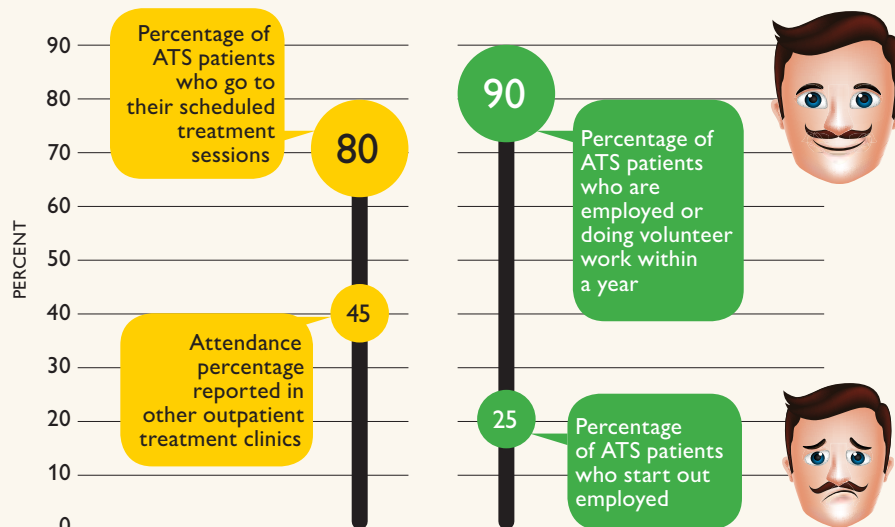 90
80
70
60
50
40
30
20
10
0
PERCENT
Percentage of
ATS patients
who go to
their scheduled
treatment
sessions
80
45
Attendance
percentage
reported in
other outpatient
treatment clinics
90
Percentage of
ATS patients
who are
employed or
doing volunteer
work within
a year
25
Percentage
of ATS patients
who start out
employed